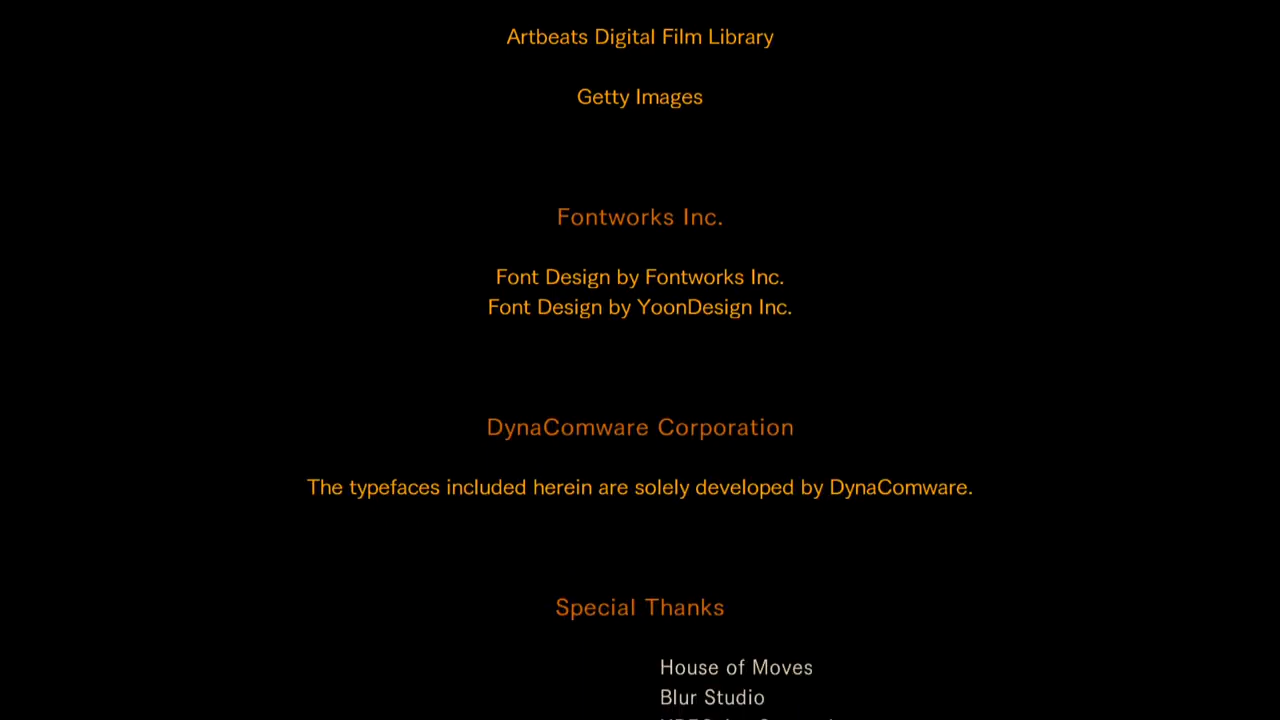 Artbeats Digital Film Library
Getty Images
Fontworks Inc.
Font Design by Fontworks Inc.
Font Design by YoonDesign Inc.
DynaComware Corporation
The typefaces included herein are solely developed by DynaComware.
Special Thanks
House of Moves
Blur Studio